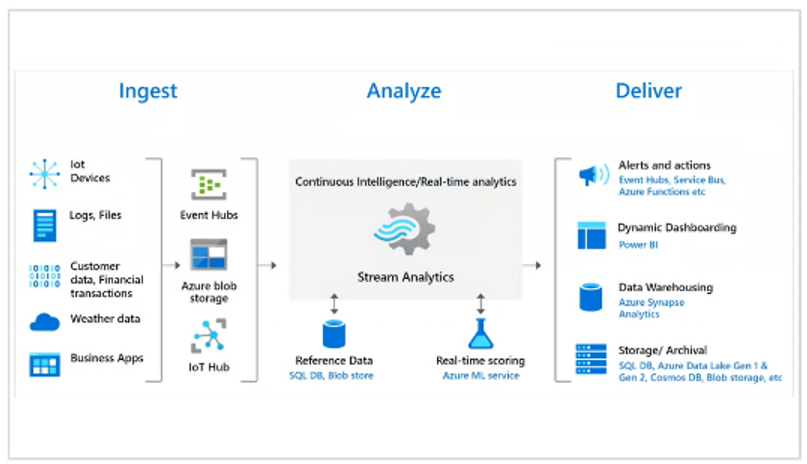 Ingest
Analyze
Deliver
Iot
Devices
Logs, Files
Customer
data, Financial
transactions
Weather data
Business Apps
Event Hubs
Azure blob
storage
IoT Hub
Continuous Intelligence/Real-time analytics
Stream Analytics
Reference Data
SQL DB, Blob store
Real-time scoring
Azure ML service
Alerts and actions
Event Hubs, Service Bus,
Azure Functions etc
Dynamic Dashboarding
Power BI
Data Warehousing
Azure Synapse
Analytics
Storage/ Archival
SQL DB, Azure Data Lake Gen 1 &
Gen 2, Cosmos DB, Blob storage, etc